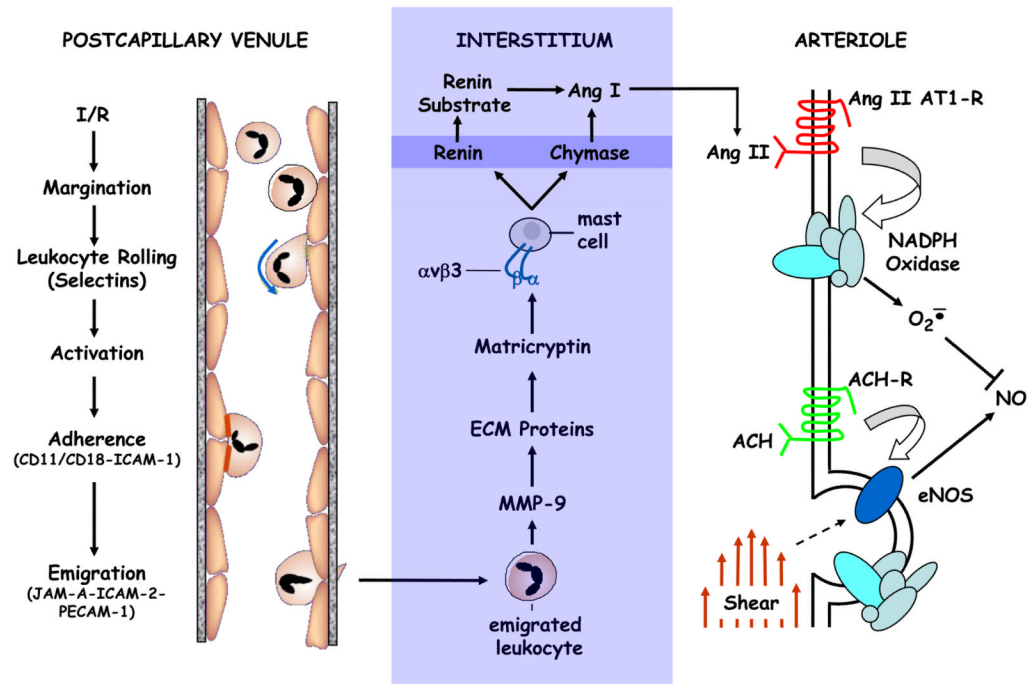 POSTCAPILLARY VENULE
I/R
Margination
Leukocyte Rolling
(Selectins)
Activation
Adherence
(CD11/CD18-ICAM-1)
Emigration
(JAM-A-ICAM-2-
PECAM-1)
INTERSTITIUM
Renin
Substrate
Ang I
Renin
Chymase
mast
cell
αvβ3
β α
Matricryptin
ECM Proteins
MMP-9
emigrated
leukocyte
ARTERIOLE
Ang II AT1-R
Ang II
NADPH
Oxidase
O₂•̅
NO
ACH-R
ACH
eNOS
Shear